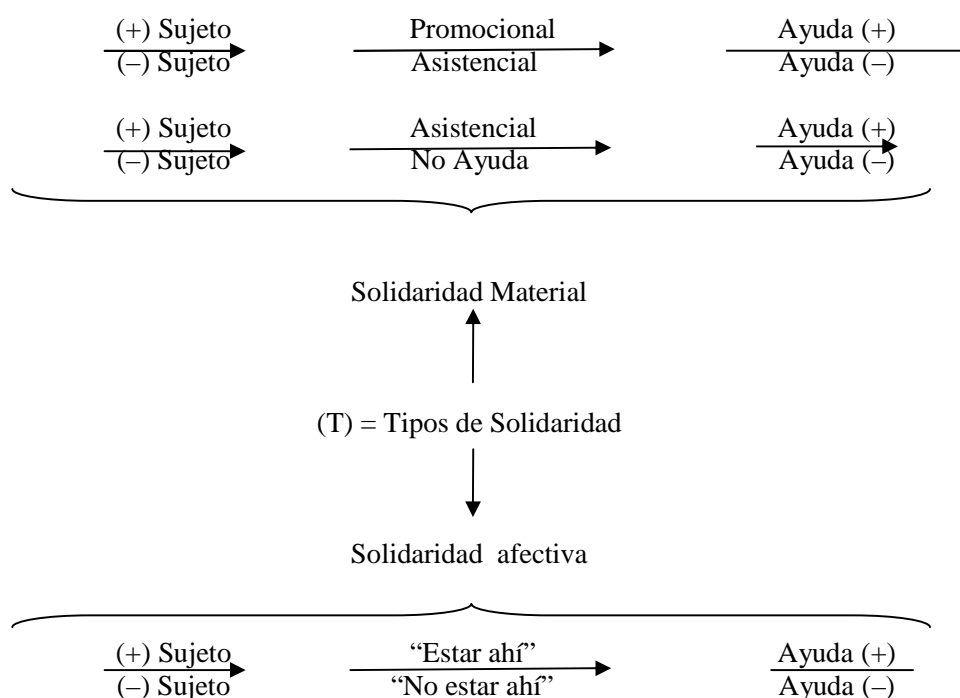 (+) Sujeto Promocional Ayuda (+)
(–) Sujeto Asistencial Ayuda (–)
(+) Sujeto Asistencial Ayuda (+)
(–) Sujeto No Ayuda Ayuda (–)
Solidaridad Material
(T) = Tipos de Solidaridad
Solidaridad afectiva
(+) Sujeto “Estar ahí” Ayuda (+)
(–) Sujeto “No estar ahí” Ayuda (–)